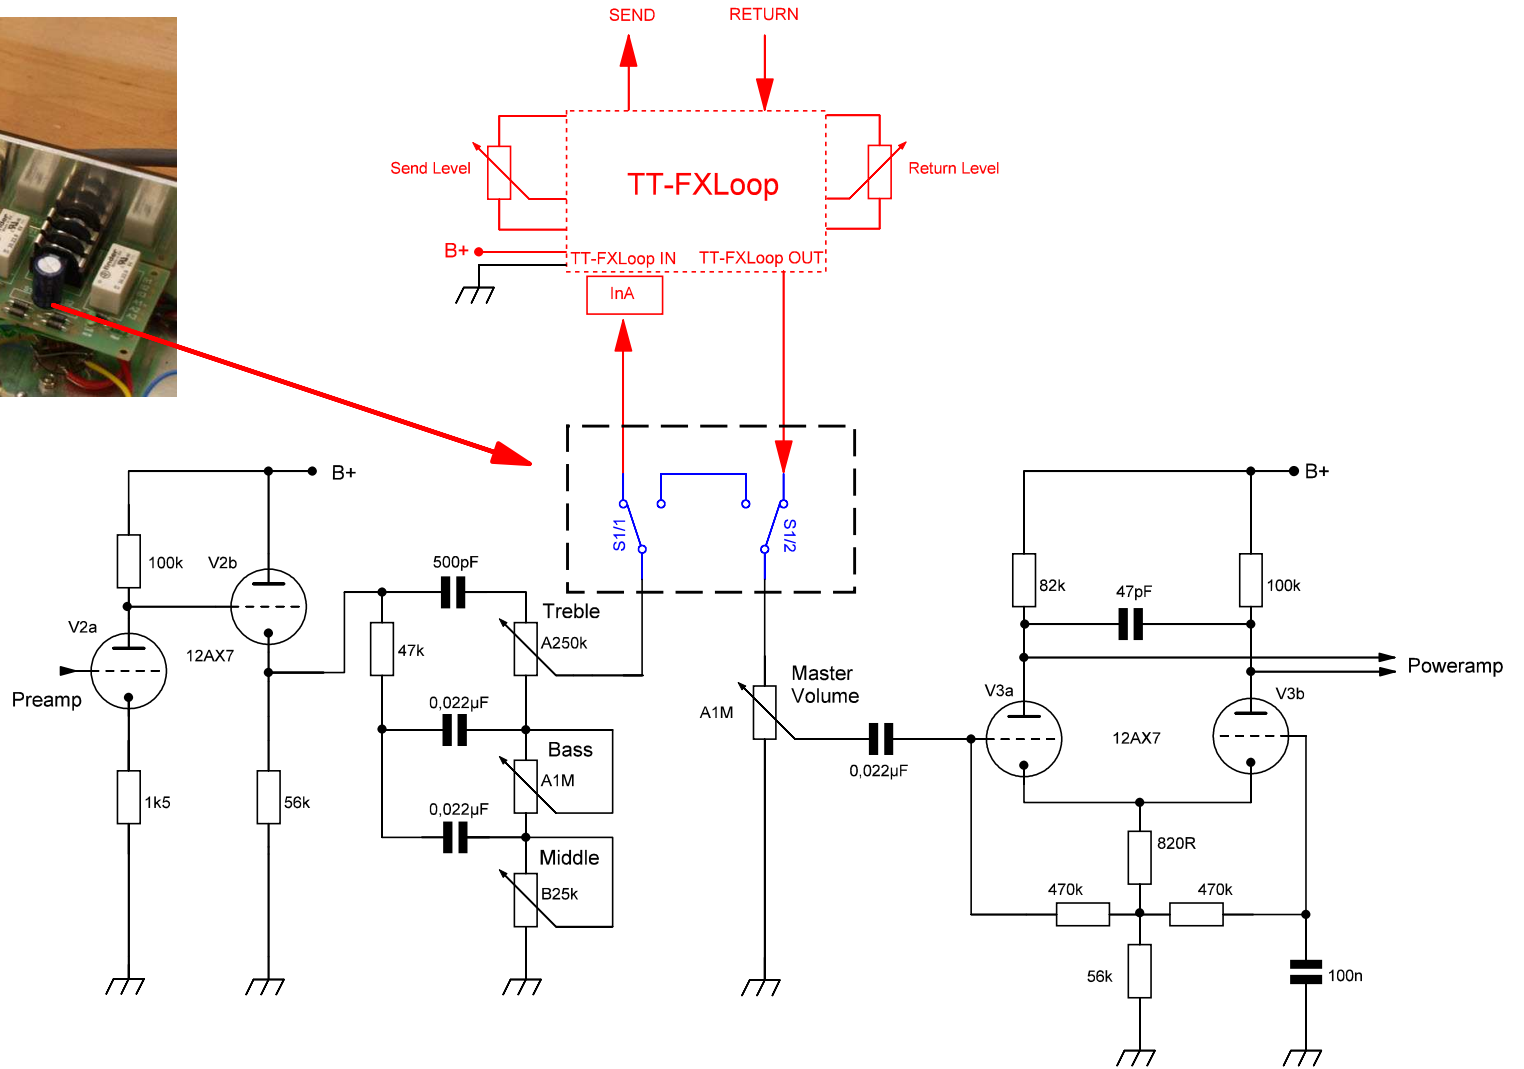 SEND
RETURN
Send Level
TT-FXLoop
Return Level
B+
TT-FXLoop IN
TT-FXLoop OUT
InA
S1/1
S1/2
B+
100k
V2b
V2a
12AX7
Preamp
1k5
56k
500pF
Treble
A250k
47k
0,022µF
Bass
A1M
0,022µF
Middle
B25k
Master
Volume
A1M
0,022µF
B+
82k
47pF
100k
Poweramp
V3a
V3b
12AX7
820R
470k
470k
56k
100n